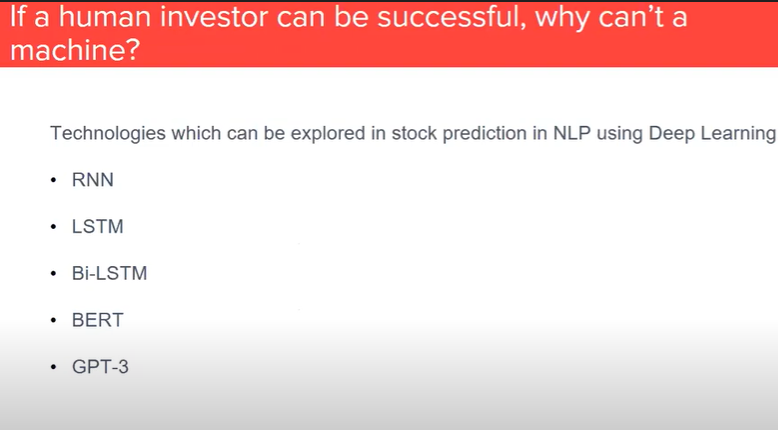 If a human investor can be successful, why can't a
machine?
Technologies which can be explored in stock prediction in NLP using Deep Learning
• RNN
• LSTM
• Bi-LSTM
• BERT
• GPT-3